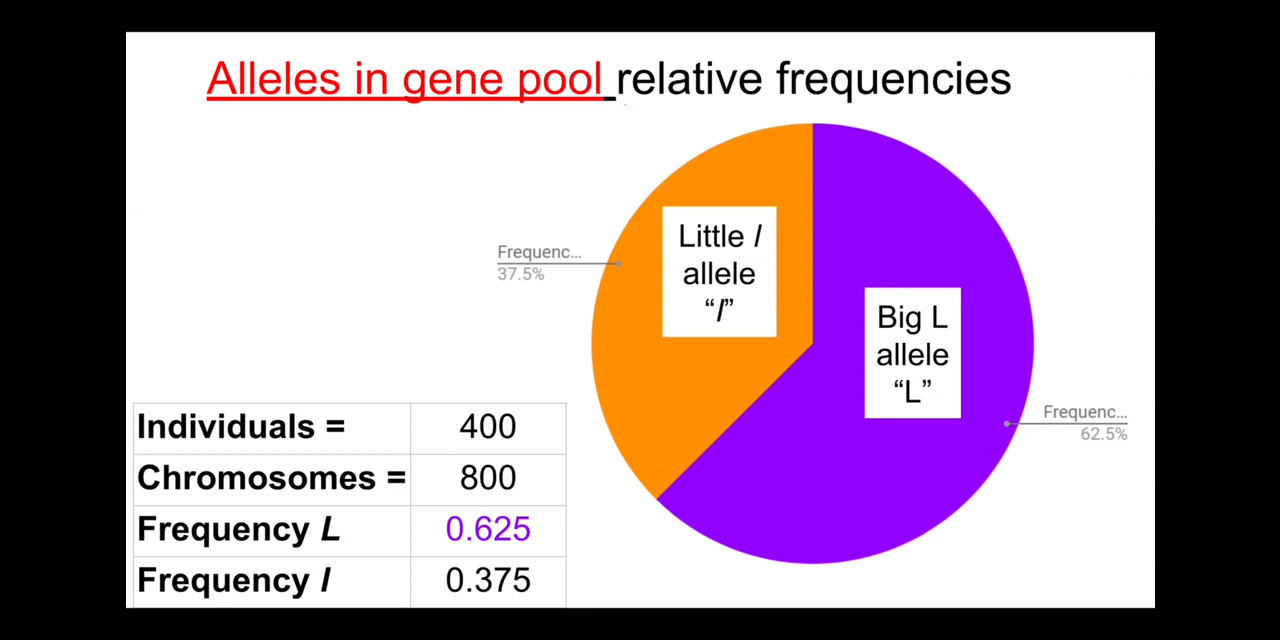 Alleles in gene pool relative frequencies
Little l
allele
“l”
Frequenc...
37.5%
Big L
allele
“L”
Frequenc...
62.5%
Individuals = 400
Chromosomes = 800
Frequency L 0.625
Frequency l 0.375